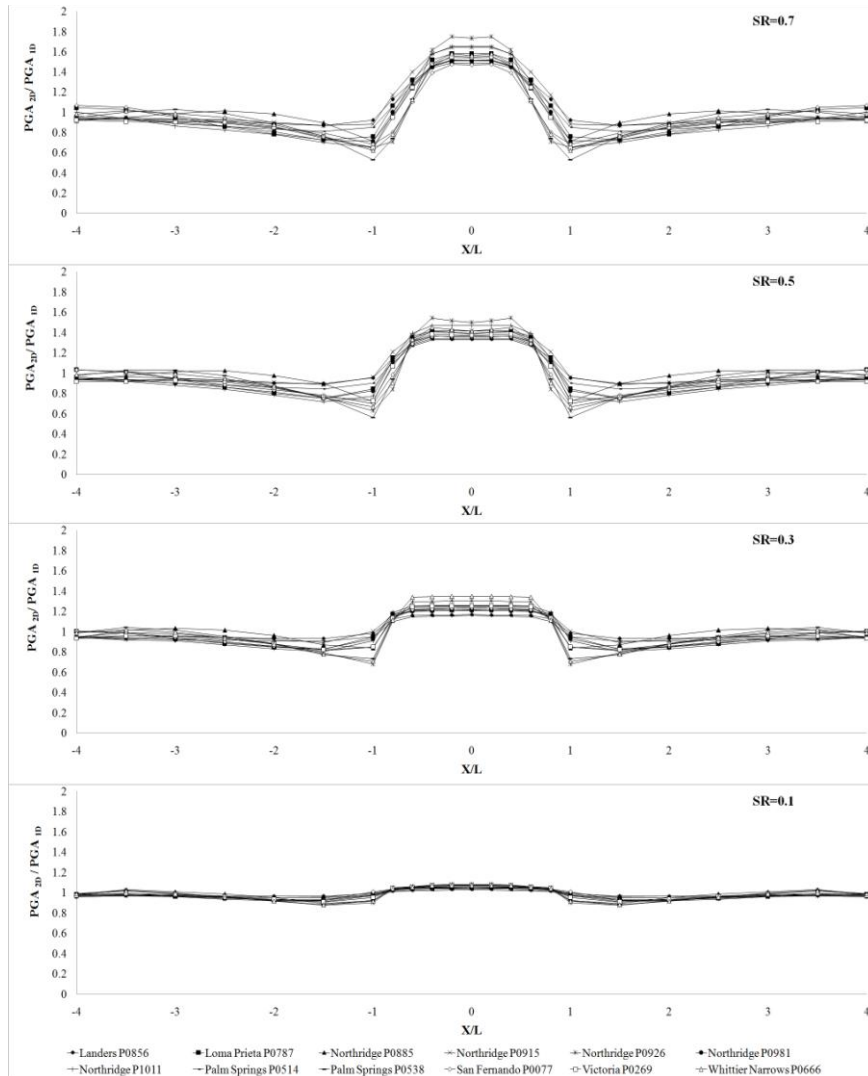 SR=0.7
PGA 2D/ PGA 1D
2
1.8
1.6
1.4
1.2
1
0.8
0.6
0.4
0.2
0
-4 -3 -2 -1 0 1 2 3 4
X/L
SR=0.5
PGA 2D/ PGA 1D
2
1.8
1.6
1.4
1.2
1
0.8
0.6
0.4
0.2
0
-4 -3 -2 -1 0 1 2 3 4
X/L
SR=0.3
PGA 2D/ PGA 1D
2
1.8
1.6
1.4
1.2
1
0.8
0.6
0.4
0.2
0
-4 -3 -2 -1 0 1 2 3 4
X/L
SR=0.1
PGA 2D / PGA 1D
2
1.8
1.6
1.4
1.2
1
0.8
0.6
0.4
0.2
0
-4 -3 -2 -1 0 1 2 3 4
X/L
Landers P0856 Loma Prieta P0787 Northridge P0885 Northridge P0915 Northridge P0926 Northridge P0981
Northridge P1011 Palm Springs P0514 Palm Springs P0538 San Fernando P0077 Victoria P0269 Whittier Narrows P0666